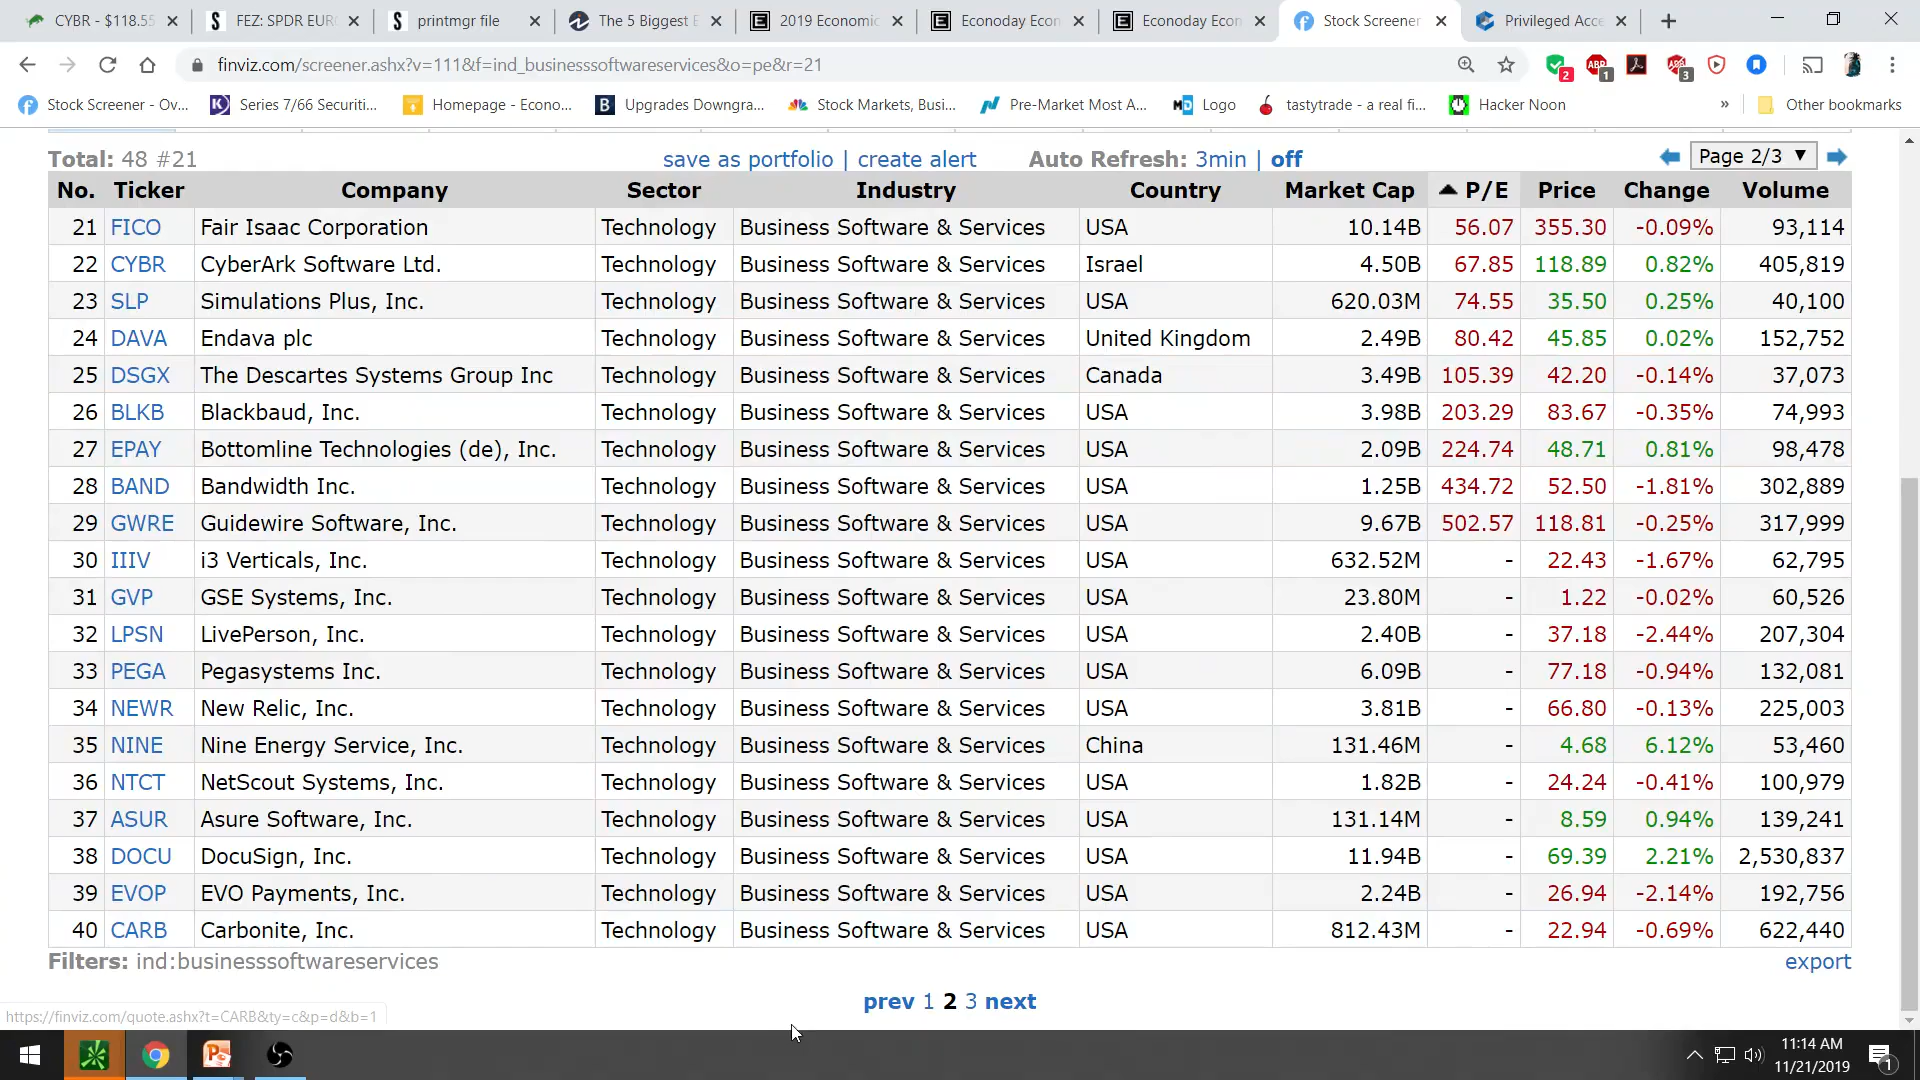 CYBR - $118.55
FEZ: SPDR EUR
printmgr file
The 5 Biggest E
2019 Economic
Econoday Econ
Econoday Econ
Stock Screener
Privileged Acce
finviz.com/screener.ashx?v=111&f=ind_businesssoftwareservices&o=pe&r=21
Stock Screener - Ov...
Series 7/66 Securiti...
Homepage - Econo...
Upgrades Downgra...
Stock Markets, Busi...
Pre-Market Most A...
Logo
tastytrade - a real fi...
Hacker Noon
»
Other bookmarks
Total: 48 #21
save as portfolio | create alert
Auto Refresh: 3min | off
Page 2/3
No. Ticker Company Sector Industry Country Market Cap P/E Price Change Volume
21 FICO Fair Isaac Corporation Technology Business Software & Services USA 10.14B 56.07 355.30 -0.09% 93,114
22 CYBR CyberArk Software Ltd. Technology Business Software & Services Israel 4.50B 67.85 118.89 0.82% 405,819
23 SLP Simulations Plus, Inc. Technology Business Software & Services USA 620.03M 74.55 35.50 0.25% 40,100
24 DAVA Endava plc Technology Business Software & Services United Kingdom 2.49B 80.42 45.85 0.02% 152,752
25 DSGX The Descartes Systems Group Inc Technology Business Software & Services Canada 3.49B 105.39 42.20 -0.14% 37,073
26 BLKB Blackbaud, Inc. Technology Business Software & Services USA 3.98B 203.29 83.67 -0.35% 74,993
27 EPAY Bottomline Technologies (de), Inc. Technology Business Software & Services USA 2.09B 224.74 48.71 0.81% 98,478
28 BAND Bandwidth Inc. Technology Business Software & Services USA 1.25B 434.72 52.50 -1.81% 302,889
29 GWRE Guidewire Software, Inc. Technology Business Software & Services USA 9.67B 502.57 118.81 -0.25% 317,999
30 IIIV i3 Verticals, Inc. Technology Business Software & Services USA 632.52M - 22.43 -1.67% 62,795
31 GVP GSE Systems, Inc. Technology Business Software & Services USA 23.80M - 1.22 -0.02% 60,526
32 LPSN LivePerson, Inc. Technology Business Software & Services USA 2.40B - 37.18 -2.44% 207,304
33 PEGA Pegasystems Inc. Technology Business Software & Services USA 6.09B - 77.18 -0.94% 132,081
34 NEWR New Relic, Inc. Technology Business Software & Services USA 3.81B - 66.80 -0.13% 225,003
35 NINE Nine Energy Service, Inc. Technology Business Software & Services China 131.46M - 4.68 6.12% 53,460
36 NTCT NetScout Systems, Inc. Technology Business Software & Services USA 1.82B - 24.24 -0.41% 100,979
37 ASUR Asure Software, Inc. Technology Business Software & Services USA 131.14M - 8.59 0.94% 139,241
38 DOCU DocuSign, Inc. Technology Business Software & Services USA 11.94B - 69.39 2.21% 2,530,837
39 EVOP EVO Payments, Inc. Technology Business Software & Services USA 2.24B - 26.94 -2.14% 192,756
40 CARB Carbonite, Inc. Technology Business Software & Services USA 812.43M - 22.94 -0.69% 622,440
Filters: ind:businesssoftwareservices
export
prev 1 2 3 next
https://finviz.com/quote.ashx?t=CARB&ty=c&p=d&b=1
11:14 AM
11/21/2019
1